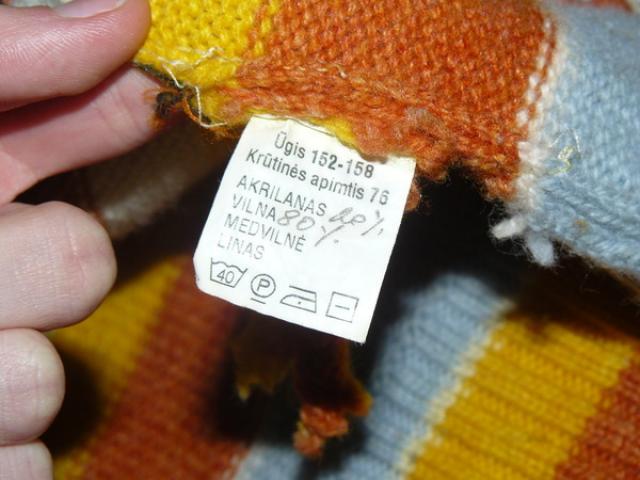 Ūgis 152-158
Krūtinės apimtis 76
AKRILANAS 20%
VILNA 80%
MEDVILNĖ
LINAS
40 P